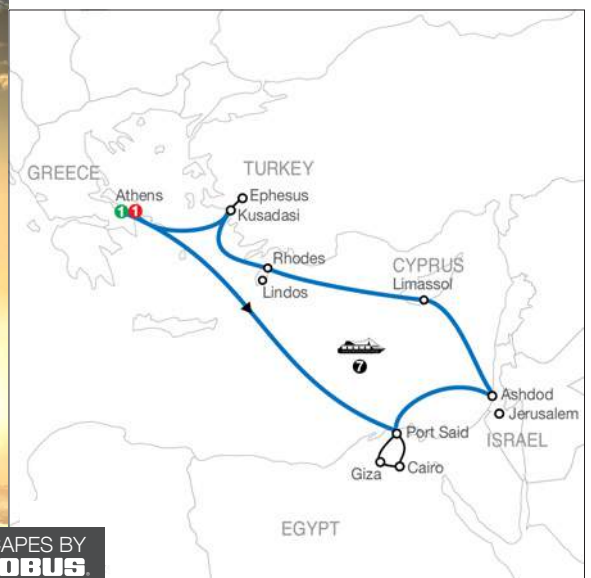 GREECE
TURKEY
Athens
1 1
Ephesus
Kusadasi
Rhodes
Lindos
CYPRUS
Limassol
7
Ashdod
Jerusalem
ISRAEL
Port Said
Giza
Cairo
EGYPT
APES BY
OBUS.